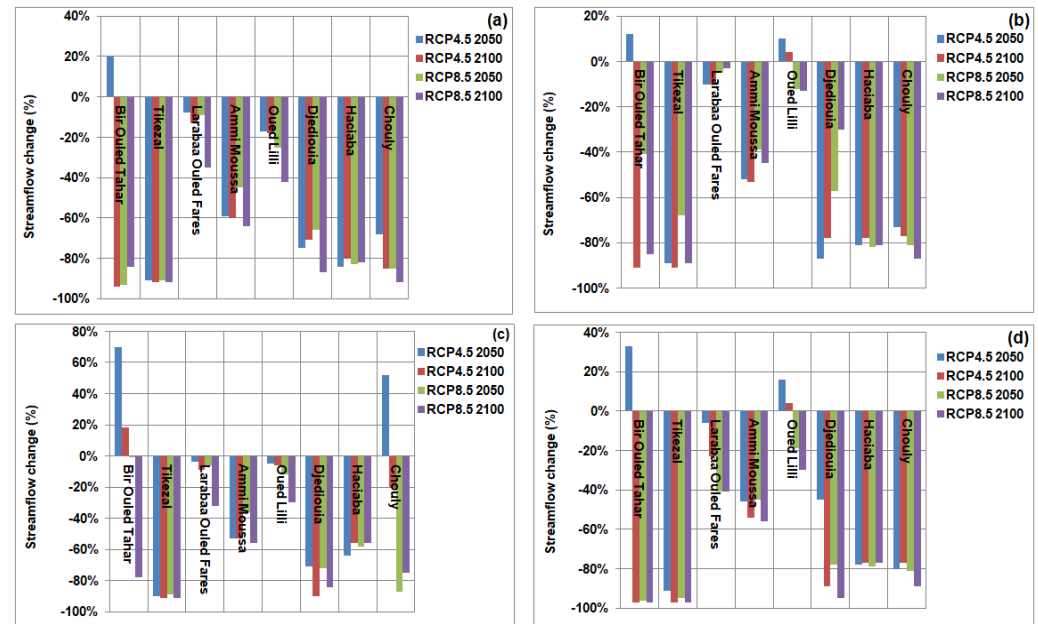 (a)
40%
20%
0%
-20%
-40%
-60%
-80%
-100%
Streamflow change (%)
Bir Ouled Tahar
Tikezal
Larabaa Ouled Fares
Ammi Moussa
Oued Lilli
Djediouia
Haciaba
Chouly
RCP4.5 2050
RCP4.5 2100
RCP8.5 2050
RCP8.5 2100
(b)
20%
0%
-20%
-40%
-60%
-80%
-100%
Streamflow change (%)
Bir Ouled Tahar
Tikezal
Larabaa Ouled Fares
Ammi Moussa
Oued Lilli
Djediouia
Haciaba
Chouly
RCP4.5 2050
RCP4.5 2100
RCP8.5 2050
RCP8.5 2100
(c)
80%
60%
40%
20%
0%
-20%
-40%
-60%
-80%
-100%
Streamflow change (%)
Bir Ouled Tahar
Tikezal
Larabaa Ouled Fares
Ammi Moussa
Oued Lilli
Djediouia
Haciaba
Chouly
RCP4.5 2050
RCP4.5 2100
RCP8.5 2050
RCP8.5 2100
(d)
40%
20%
0%
-20%
-40%
-60%
-80%
-100%
Streamflow change (%)
Bir Ouled Tahar
Tikezal
Larabaa Ouled Fares
Ammi Moussa
Oued Lilli
Djediouia
Haciaba
Chouly
RCP4.5 2050
RCP4.5 2100
RCP8.5 2050
RCP8.5 2100